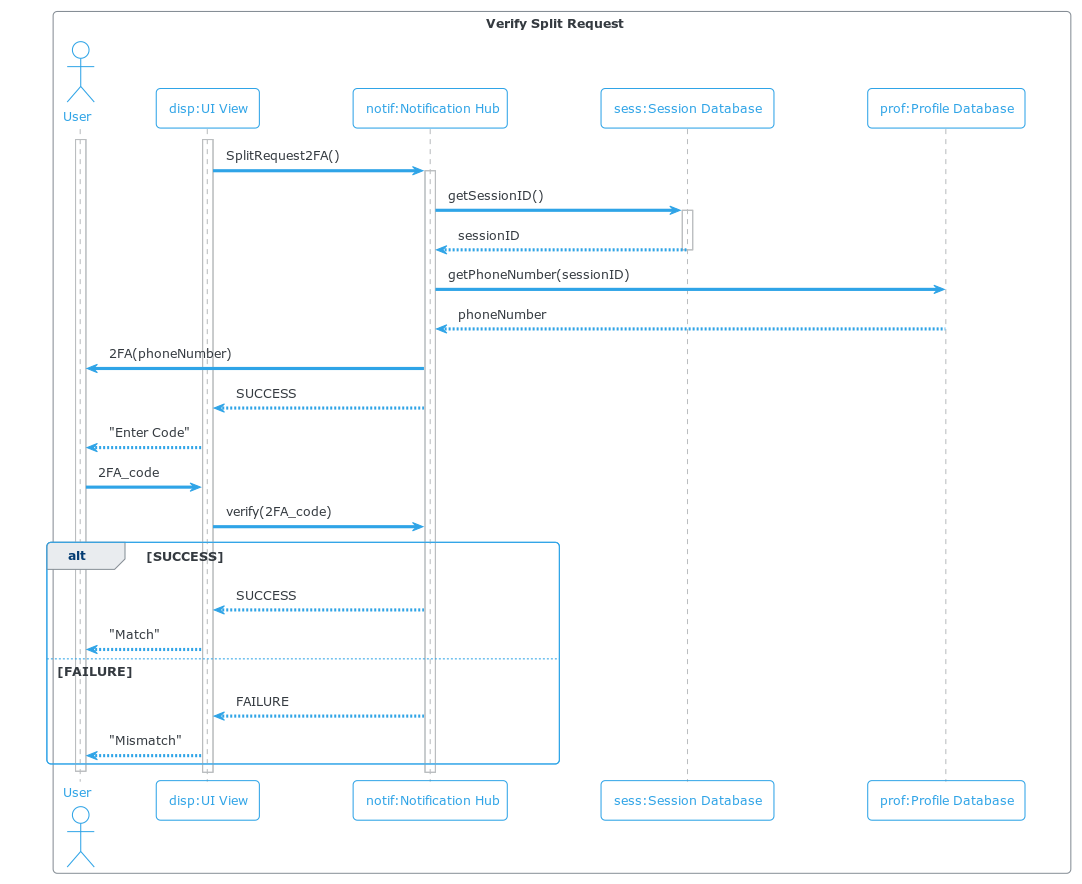 Verify Split Request
User
disp:UI View
notif:Notification Hub
sess:Session Database
prof:Profile Database
SplitRequest2FA()
getSessionID()
sessionID
getPhoneNumber(sessionID)
phoneNumber
2FA(phoneNumber)
SUCCESS
"Enter Code"
2FA_code
verify(2FA_code)
alt
[SUCCESS]
SUCCESS
"Match"
[FAILURE]
FAILURE
"Mismatch"
User
disp:UI View
notif:Notification Hub
sess:Session Database
prof:Profile Database